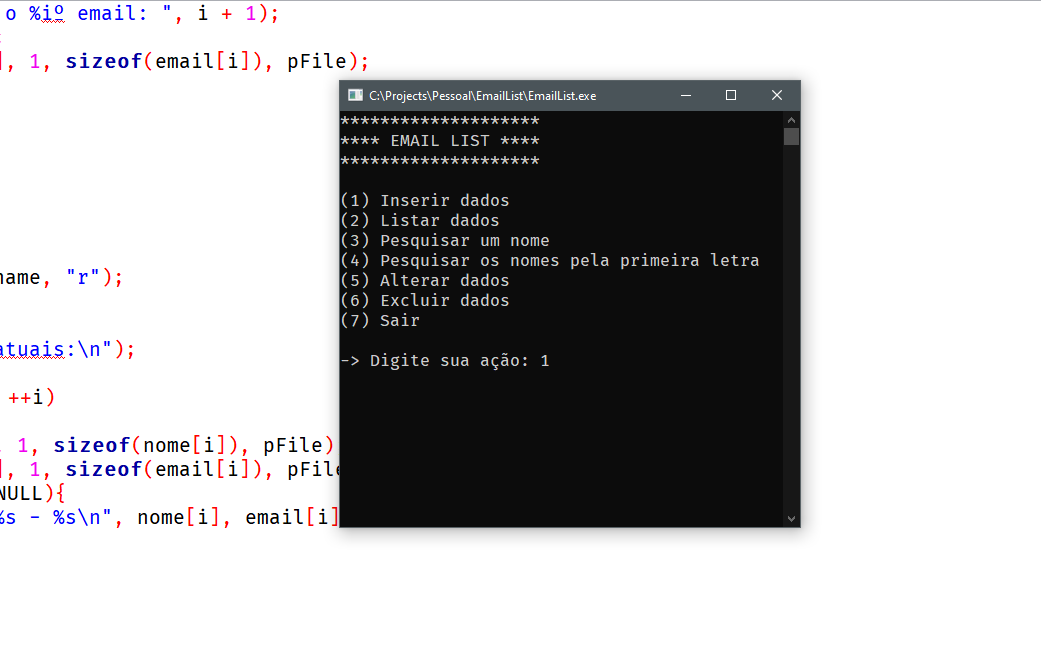 o %iº email: ", i + 1);
], 1, sizeof(email[i]), pFile);
name, "r");
atuais:\n");
++i)
1, sizeof(nome[i]), pFile)
], 1, sizeof(email[i]), pFile
NULL){
%s - %s\n", nome[i], email[i]
C:\Projects\Pessoal\EmailList\EmailList.exe
********************
**** EMAIL LIST ****
********************
(1) Inserir dados
(2) Listar dados
(3) Pesquisar um nome
(4) Pesquisar os nomes pela primeira letra
(5) Alterar dados
(6) Excluir dados
(7) Sair
-> Digite sua ação: 1